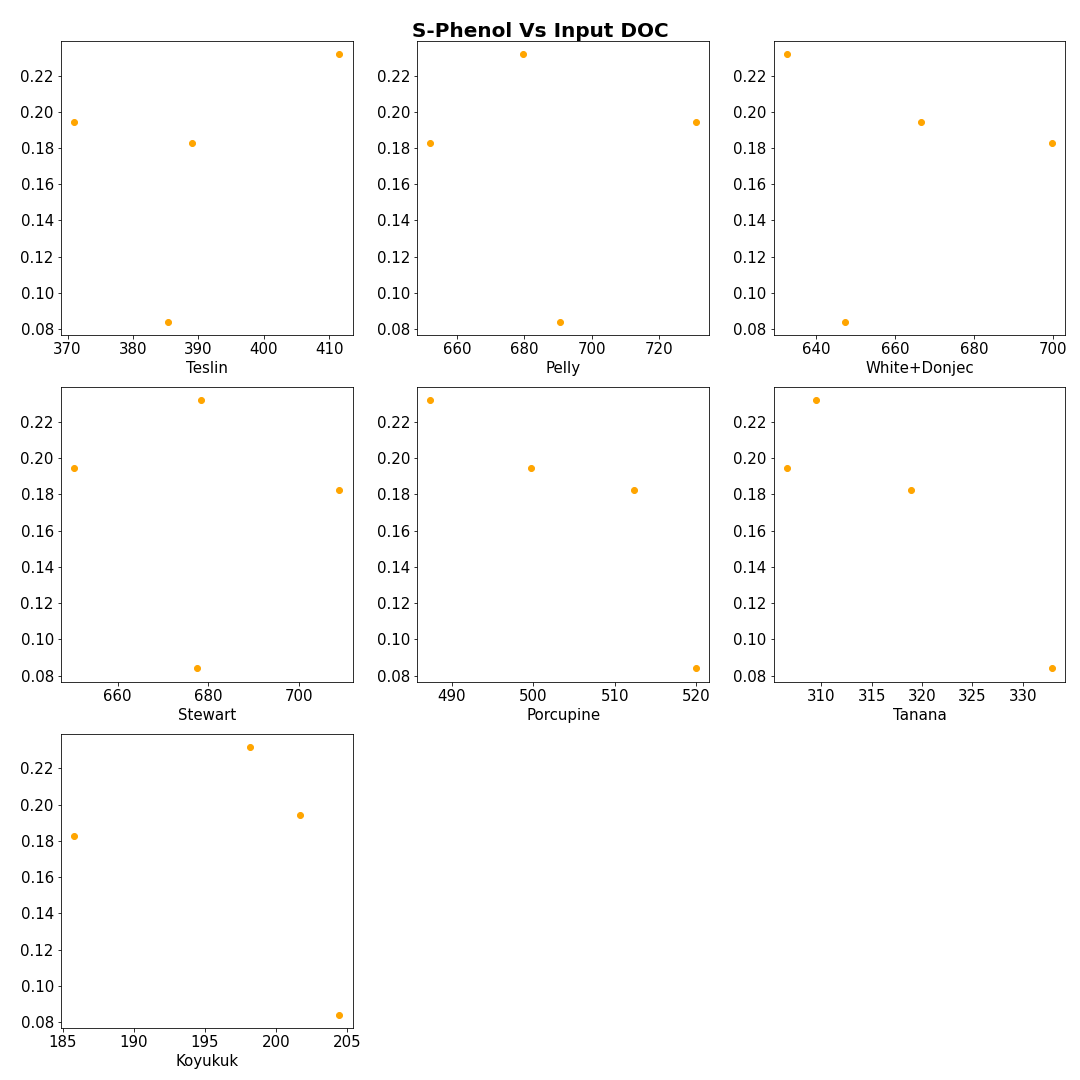 S-Phenol Vs Input DOC
0.22 0.22 0.22
0.20 0.20 0.20
0.18 0.18 0.18
0.16 0.16 0.16
0.14 0.14 0.14
0.12 0.12 0.12
0.10 0.10 0.10
0.08 0.08 0.08
370 380 390 400 410 660 680 700 720 640 660 680 700
Teslin Pelly White+Donjec
0.22 0.22 0.22
0.20 0.20 0.20
0.18 0.18 0.18
0.16 0.16 0.16
0.14 0.14 0.14
0.12 0.12 0.12
0.10 0.10 0.10
0.08 0.08 0.08
660 680 700 490 500 510 520 310 315 320 325 330
Stewart Porcupine Tanana
0.22
0.20
0.18
0.16
0.14
0.12
0.10
0.08
185 190 195 200 205
Koyukuk